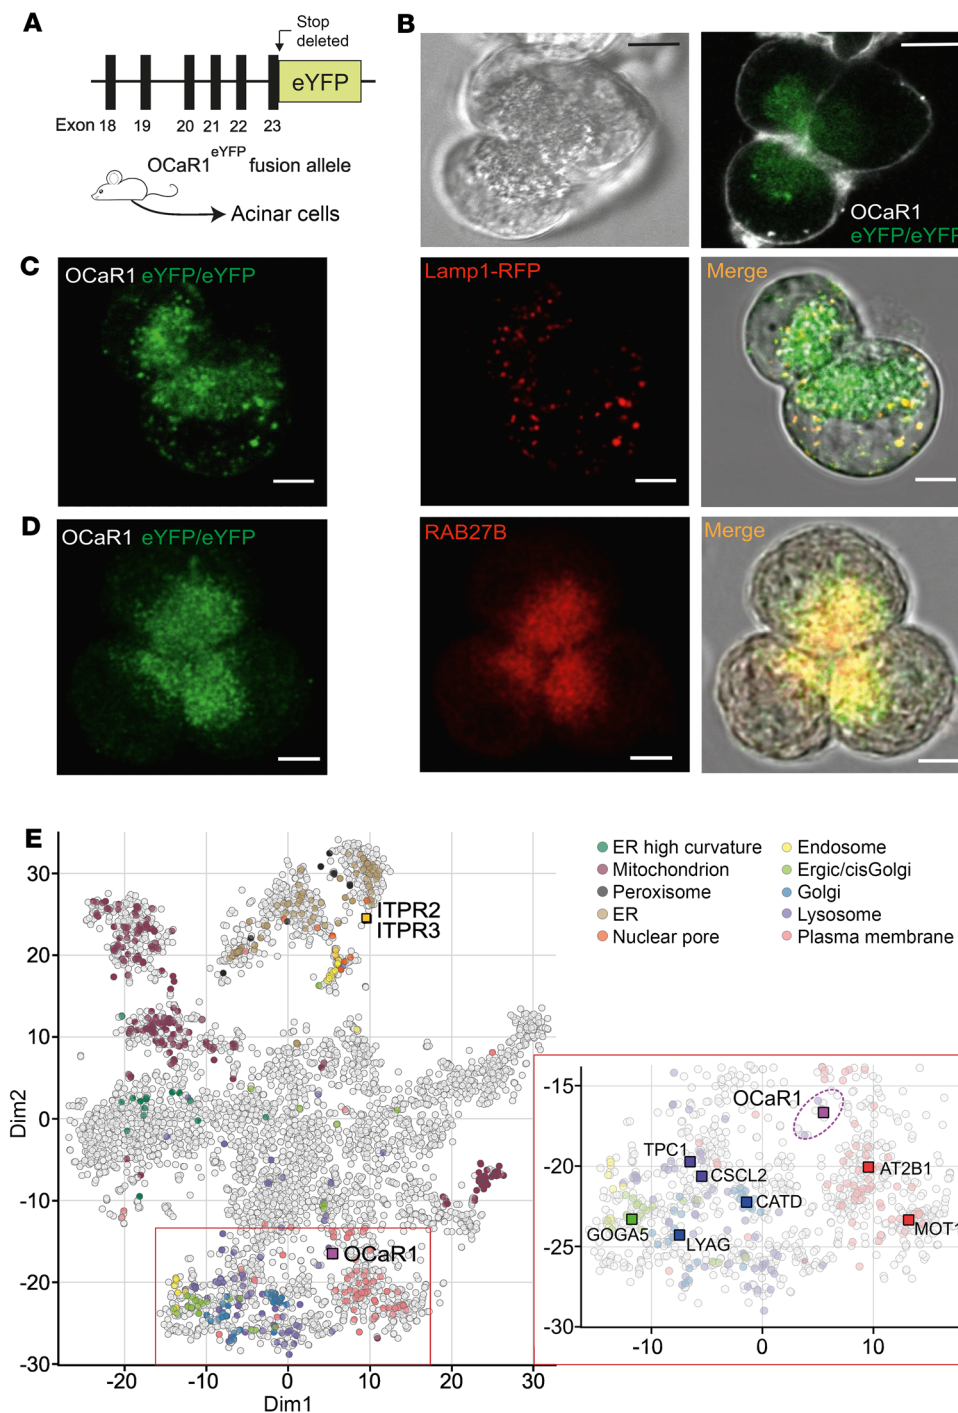 A
Stop
deleted
eYFP
Exon 18 19 20 21 22 23
OCaR1 eYFP fusion allele
Acinar cells
B
OCaR1
eYFP/eYFP
C
OCaR1 eYFP/eYFP
Lamp1-RFP
Merge
D
OCaR1 eYFP/eYFP
RAB27B
Merge
E
30
20
10
0
-10
-20
-30
Dim2
-20 -10 0 10 20 30
Dim1
ITPR2
ITPR3
OCaR1
ER high curvature
Mitochondrion
Peroxisome
ER
Nuclear pore
Endosome
Ergic/cisGolgi
Golgi
Lysosome
Plasma membrane
-15
-20
-25
-30
-10 0 10
OCaR1
TPC1
CSCL2
AT2B1
CATD
GOGA5
LYAG
MOT1